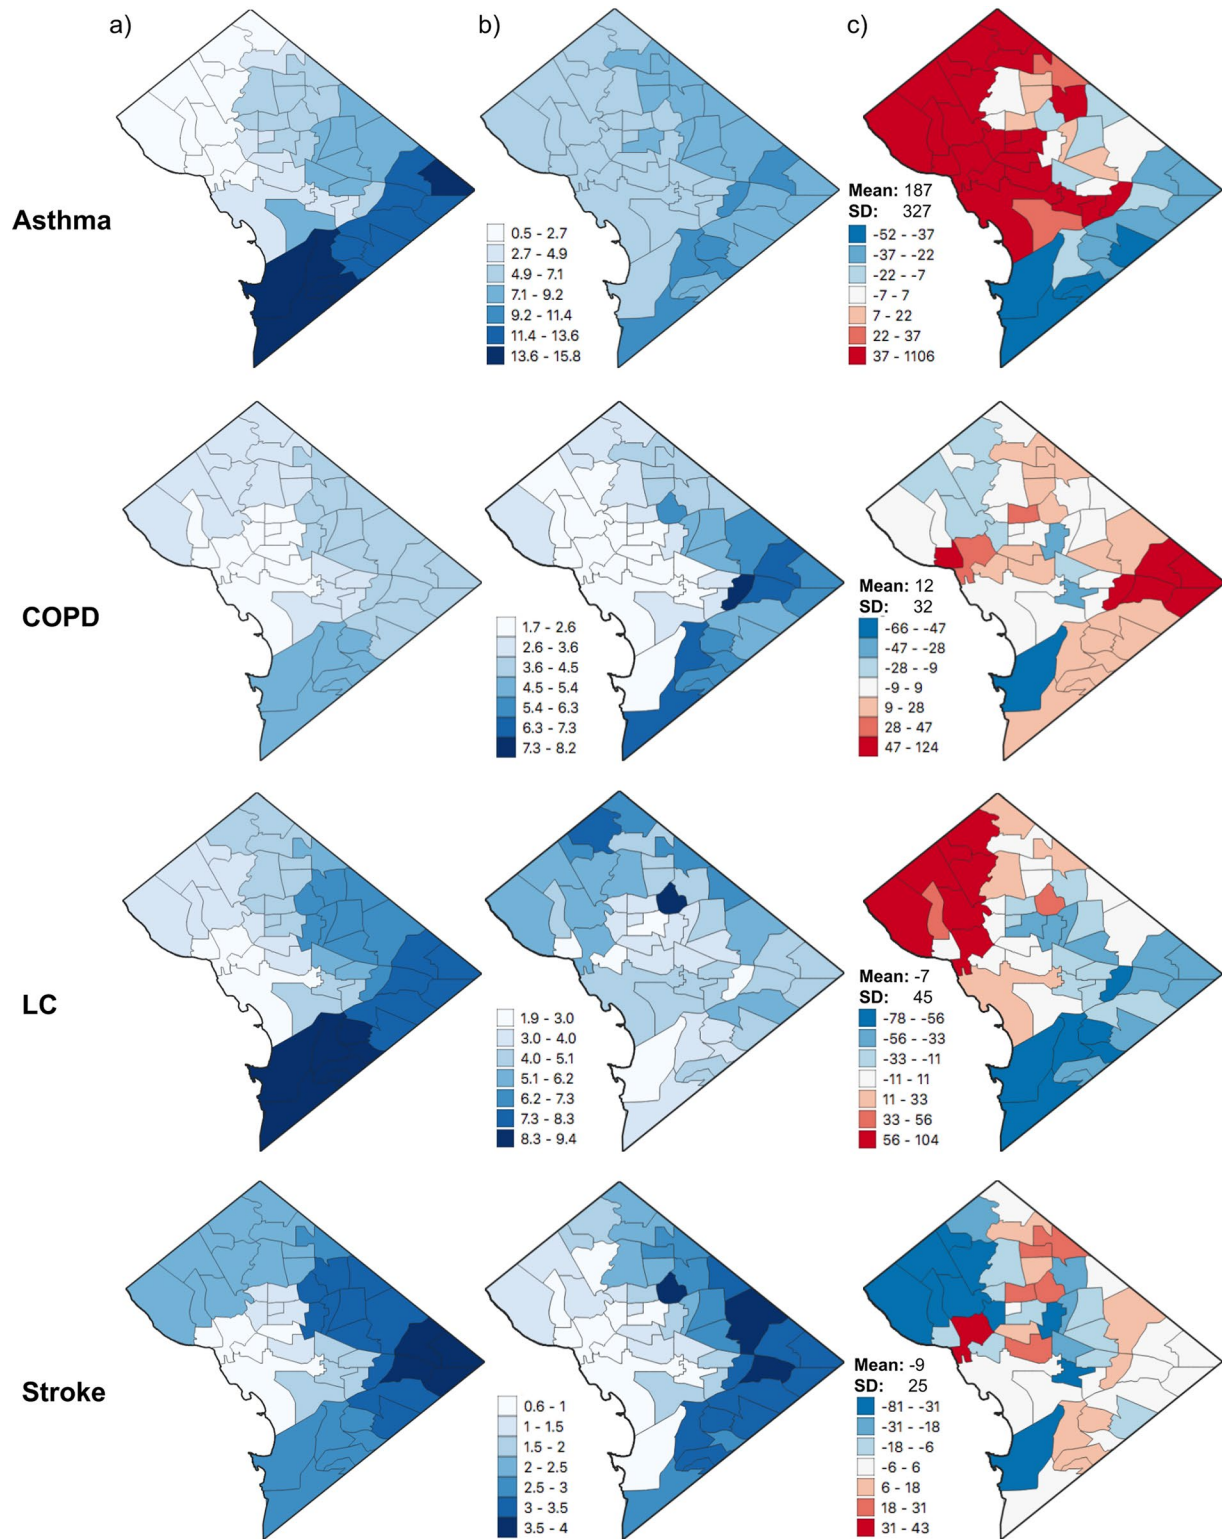 a)
b)
c)
Asthma
0.5 - 2.7
2.7 - 4.9
4.9 - 7.1
7.1 - 9.2
9.2 - 11.4
11.4 - 13.6
13.6 - 15.8
Mean: 187
SD: 327
-52 - -37
-37 - -22
-22 - -7
-7 - 7
7 - 22
22 - 37
37 - 1106
COPD
1.7 - 2.6
2.6 - 3.6
3.6 - 4.5
4.5 - 5.4
5.4 - 6.3
6.3 - 7.3
7.3 - 8.2
Mean: 12
SD: 32
-66 - -47
-47 - -28
-28 - -9
-9 - 9
9 - 28
28 - 47
47 - 124
LC
1.9 - 3.0
3.0 - 4.0
4.0 - 5.1
5.1 - 6.2
6.2 - 7.3
7.3 - 8.3
8.3 - 9.4
Mean: -7
SD: 45
-78 - -56
-56 - -33
-33 - -11
-11 - 11
11 - 33
33 - 56
56 - 104
Stroke
0.6 - 1
1 - 1.5
1.5 - 2
2 - 2.5
2.5 - 3
3 - 3.5
3.5 - 4
Mean: -9
SD: 25
-81 - -31
-31 - -18
-18 - -6
-6 - 6
6 - 18
18 - 31
31 - 43